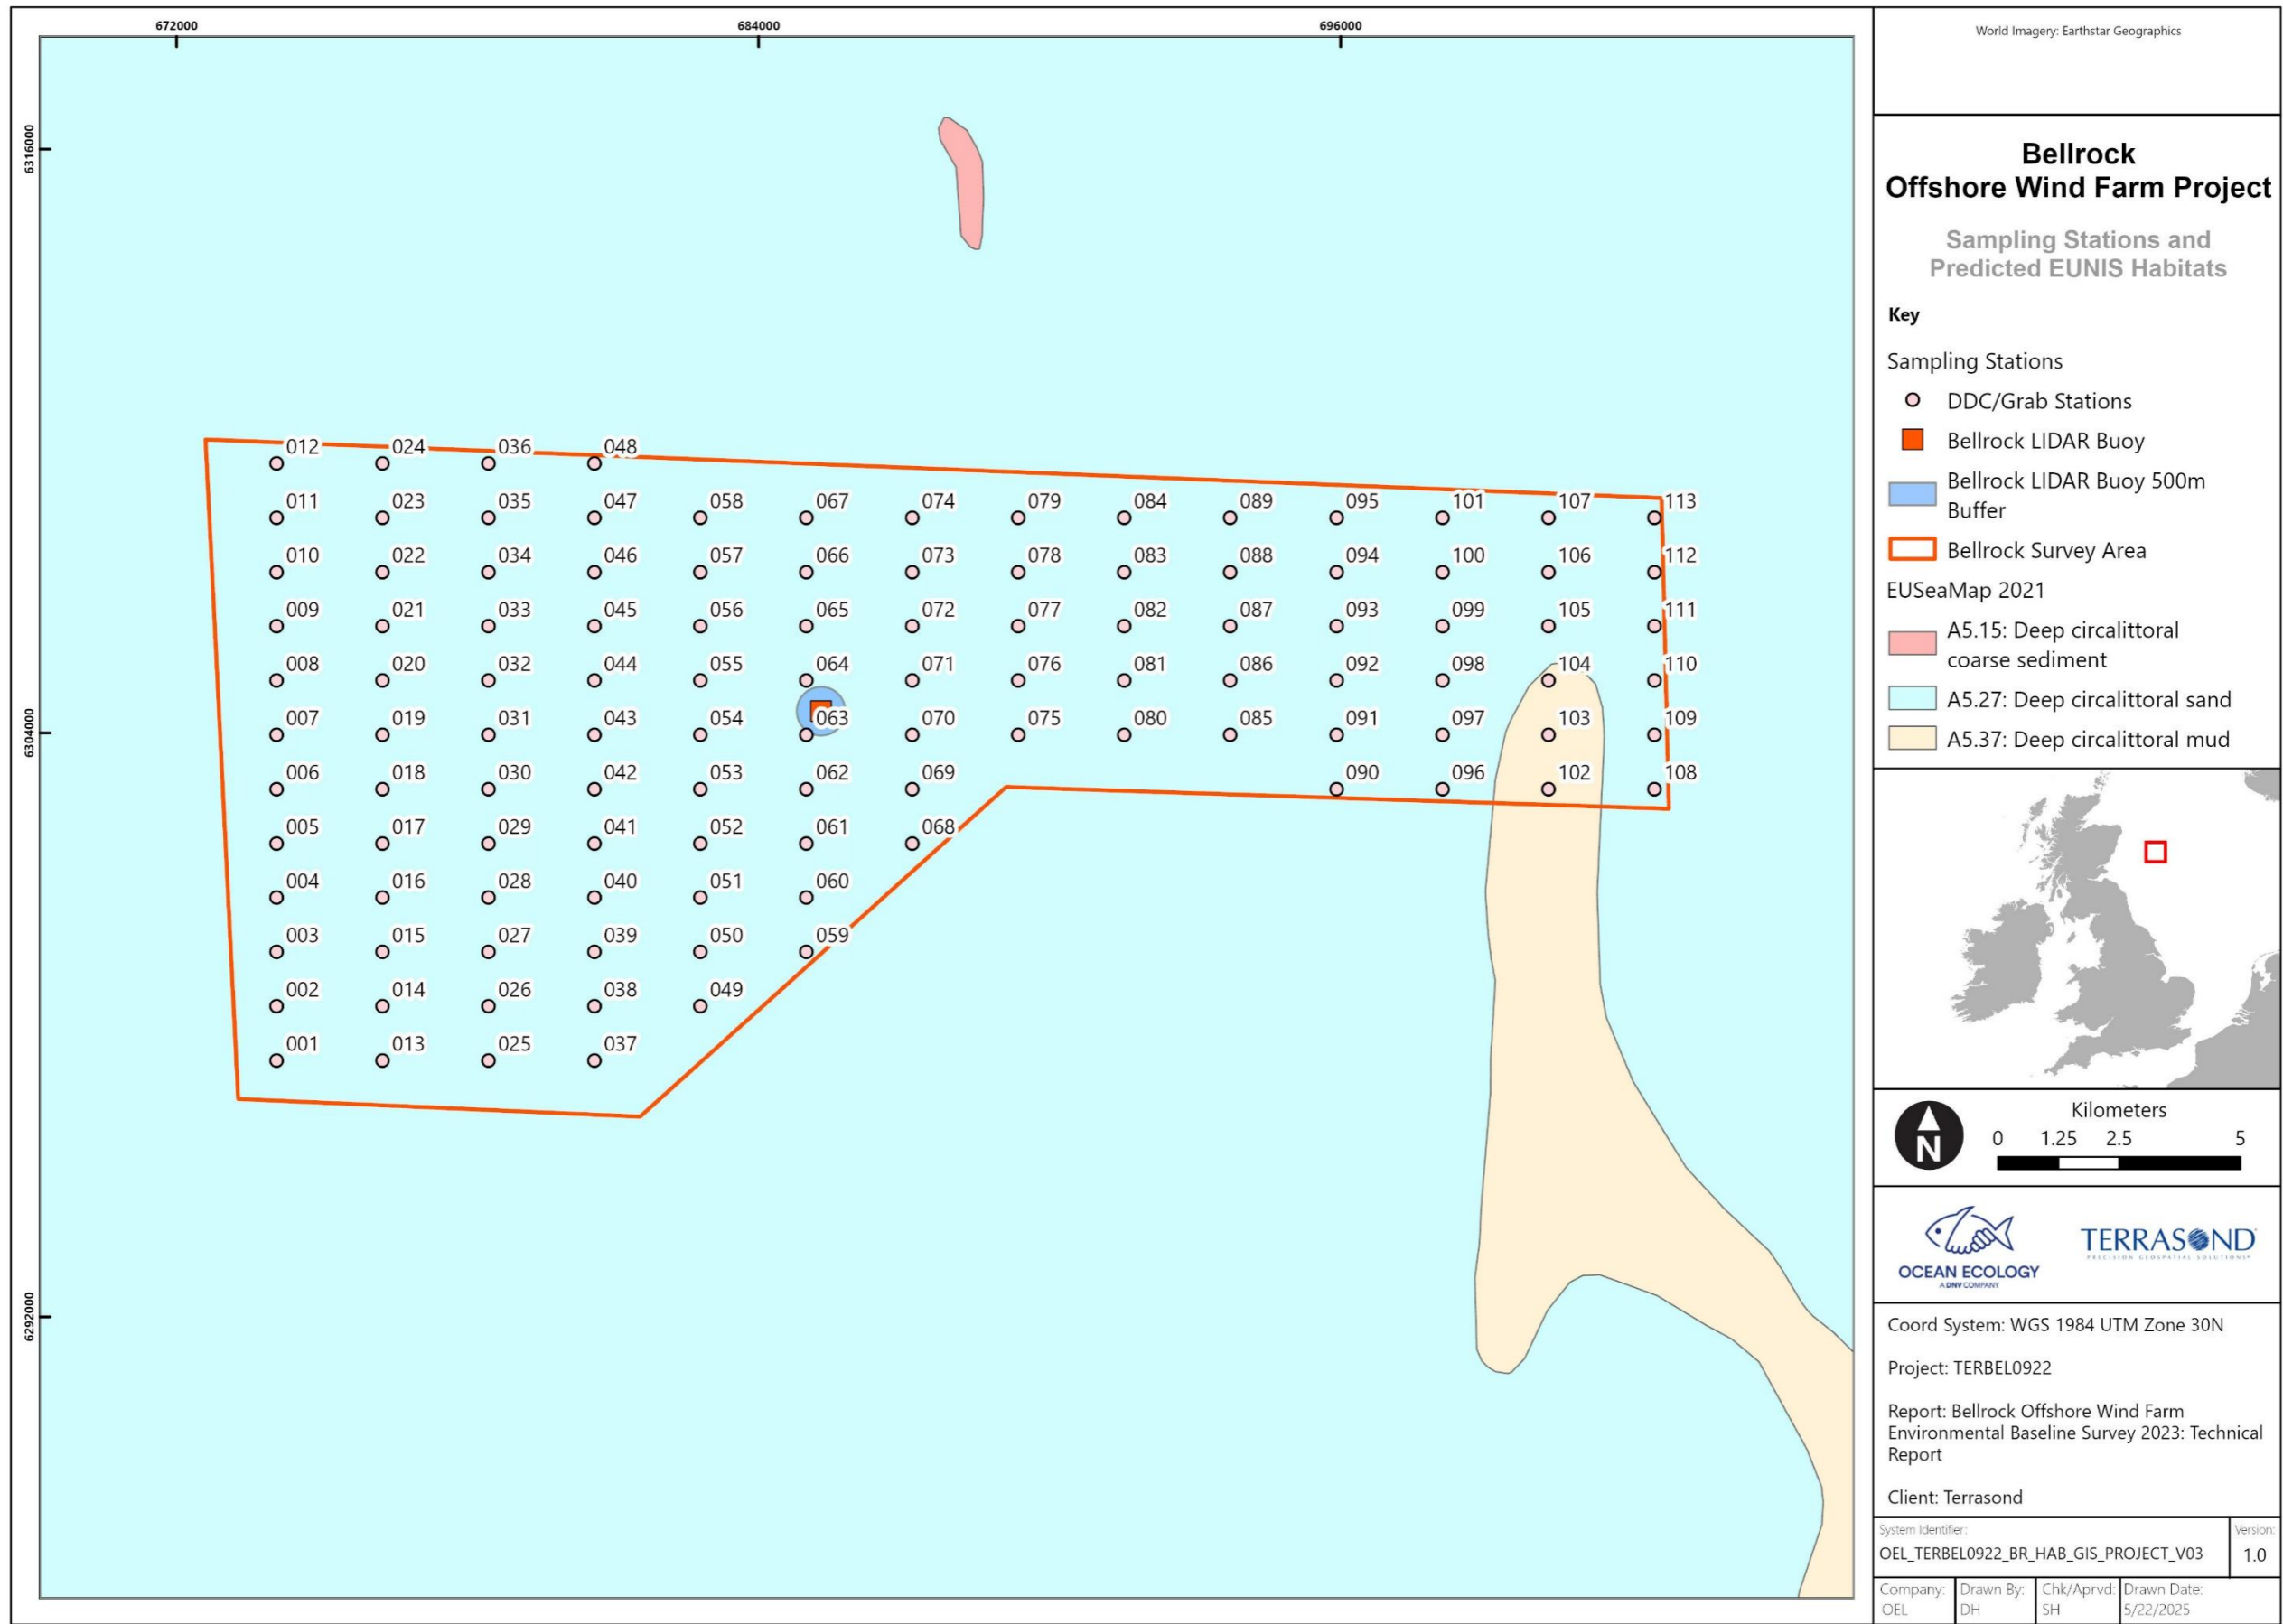 672000 684000 696000
6316000
6304000
6292000
012 024 036 048
011 023 035 047 058 067 074 079 084 089 095 101 107 113
010 022 034 046 057 066 073 078 083 088 094 100 106 112
009 021 033 045 056 065 072 077 082 087 093 099 105 111
008 020 032 044 055 064 071 076 081 086 092 098 104 110
007 019 031 043 054 063 070 075 080 085 091 097 103 109
006 018 030 042 053 062 069 090 096 102 108
005 017 029 041 052 061 068
004 016 028 040 051 060
003 015 027 039 050 059
002 014 026 038 049
001 013 025 037
World Imagery: Earthstar Geographics
Bellrock
Offshore Wind Farm Project
Sampling Stations and
Predicted EUNIS Habitats
Key
Sampling Stations
DDC/Grab Stations
Bellrock LIDAR Buoy
Bellrock LIDAR Buoy 500m
Buffer
Bellrock Survey Area
EUSeaMap 2021
A5.15: Deep circalittoral
coarse sediment
A5.27: Deep circalittoral sand
A5.37: Deep circalittoral mud
N
Kilometers
0 1.25 2.5 5
OCEAN ECOLOGY
A DNV COMPANY
TERRASOND
PRECISION GEOSPATIAL SOLUTIONS®
Coord System: WGS 1984 UTM Zone 30N
Project: TERBEL0922
Report: Bellrock Offshore Wind Farm
Environmental Baseline Survey 2023: Technical
Report
Client: Terrasond
System Identifier:
OEL_TERBEL0922_BR_HAB_GIS_PROJECT_V03
Version:
1.0
Company:
OEL
Drawn By:
DH
Chk/Aprvd:
SH
Drawn Date:
5/22/2025